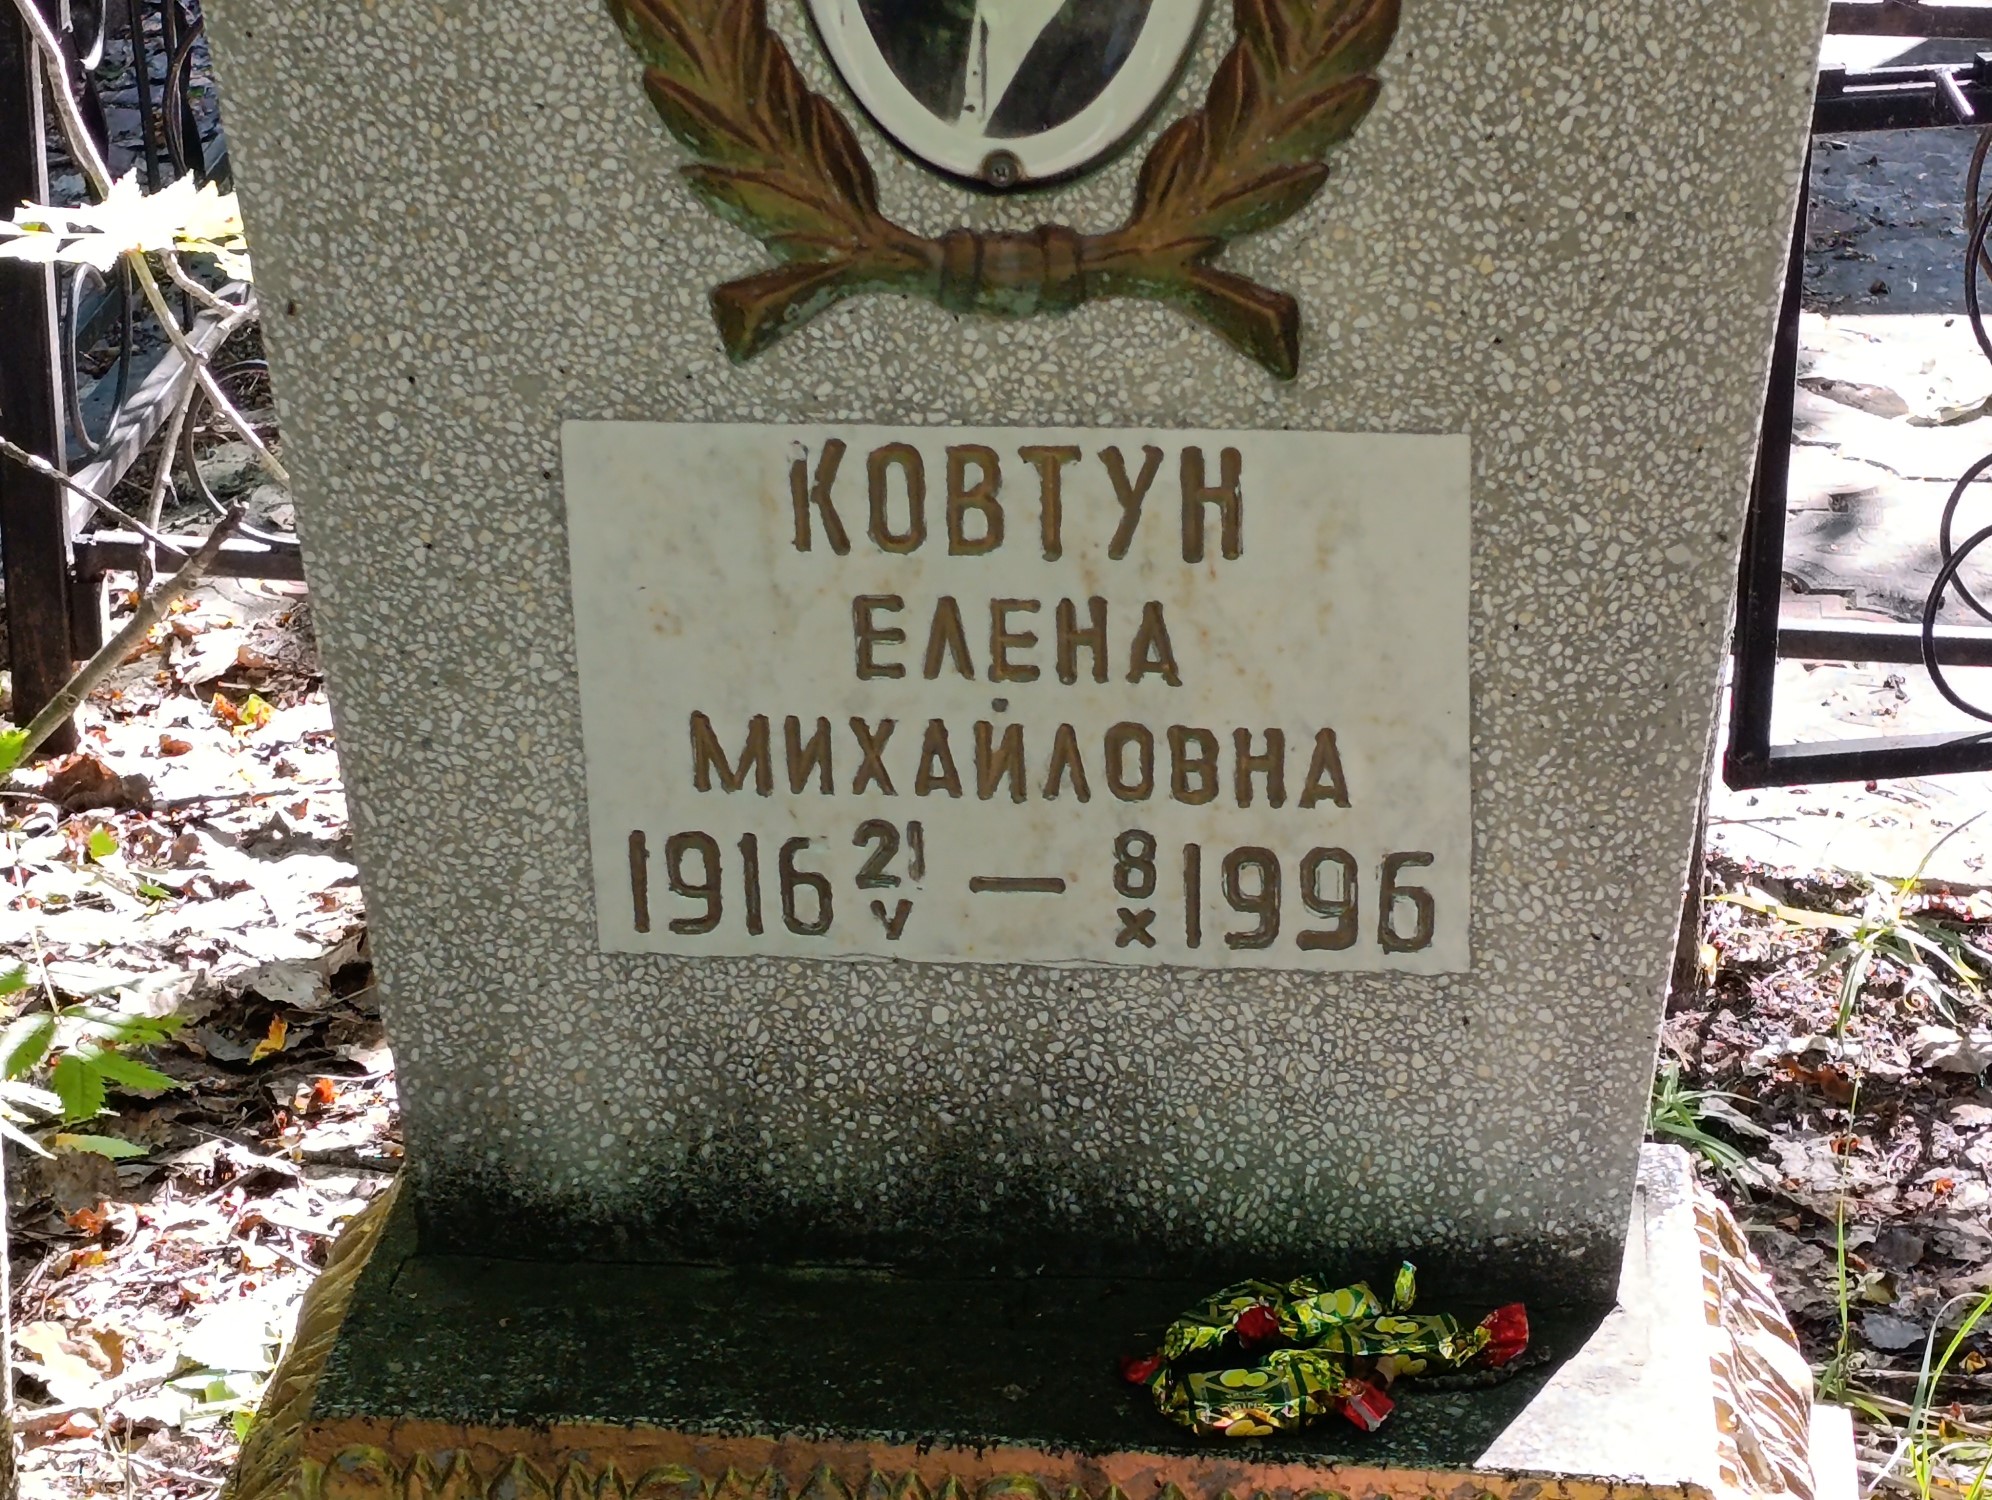 КОВТУН
ЕЛЕНА
МИХАЙЛОВНА
1916 21/V — 8/X 1996